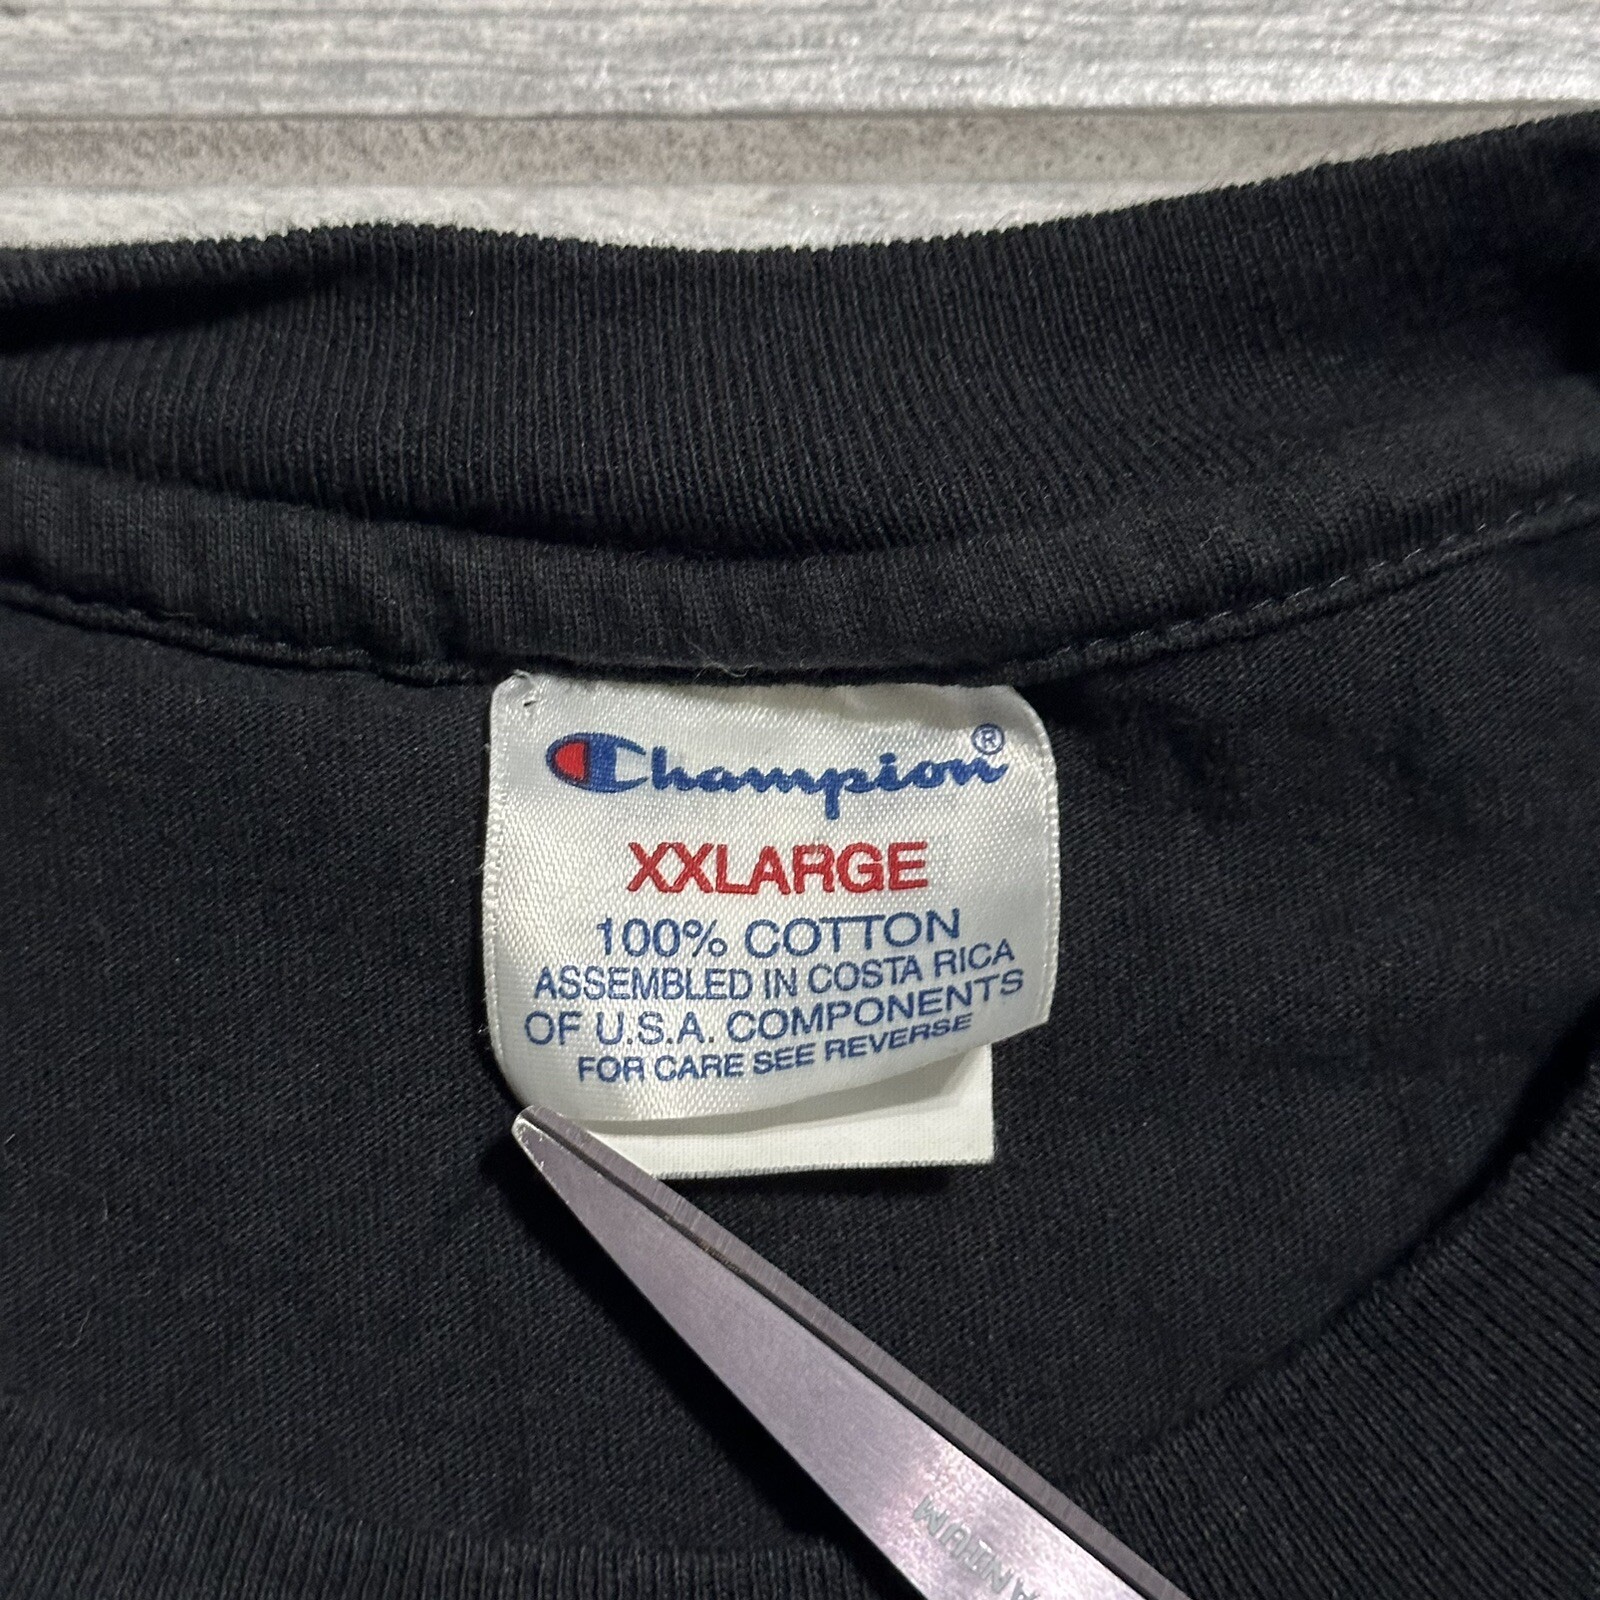 Champion®
XXLARGE
100% COTTON
ASSEMBLED IN COSTA RICA
OF U.S.A. COMPONENTS
FOR CARE SEE REVERSE